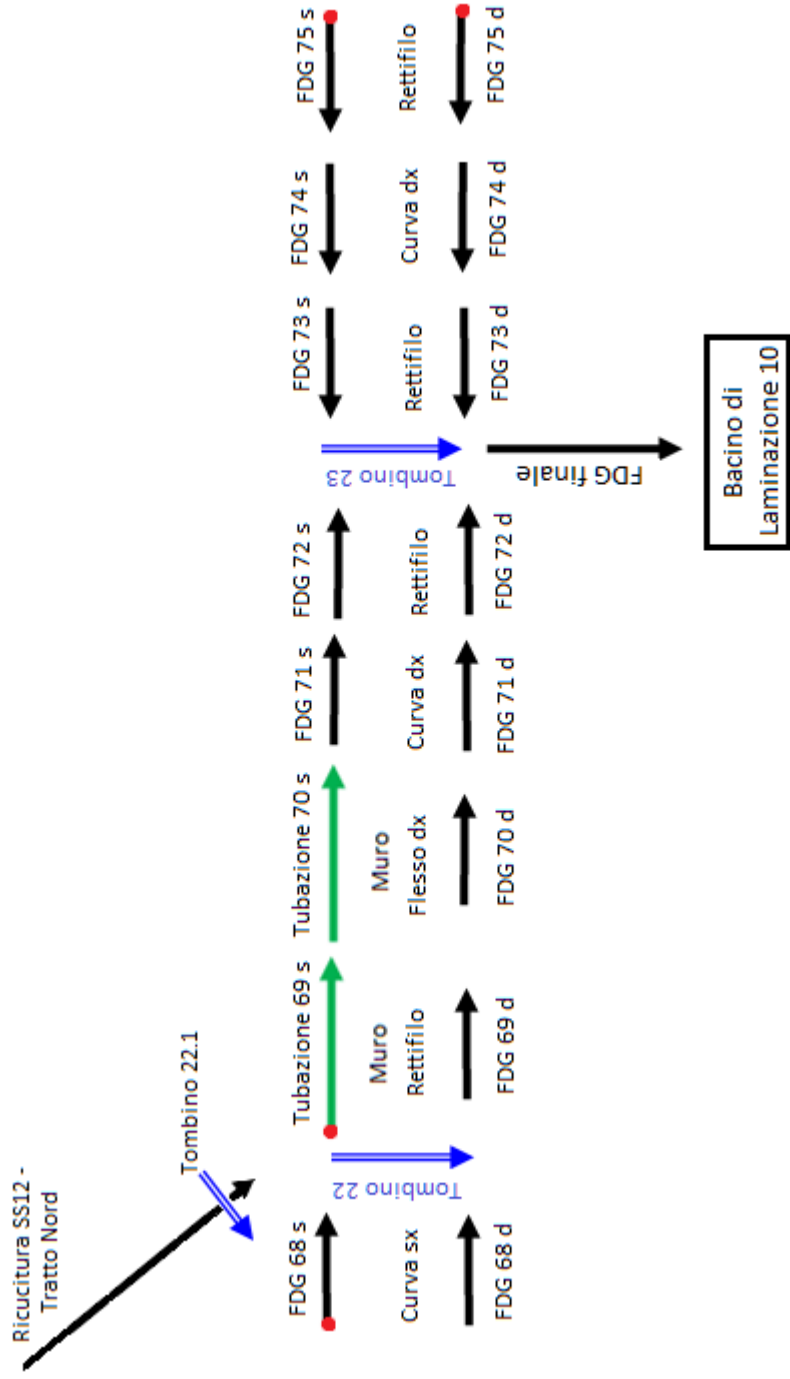 Ricucitura SS12 -
Tratto Nord
Tombino 22.1
FDG 68 s
Tubazione 69 s
Tubazione 70 s
FDG 71 s
FDG 72 s
FDG 73 s
FDG 74 s
FDG 75 s
Curva sx
Tombino 22
Muro
Rettifilo
Muro
Flesso dx
Curva dx
Rettifilo
Tombino 23
Rettifilo
Curva dx
Rettifilo
FDG 68 d
FDG 69 d
FDG 70 d
FDG 71 d
FDG 72 d
FDG 73 d
FDG 74 d
FDG 75 d
FDG finale
Bacino di
Laminazione 10